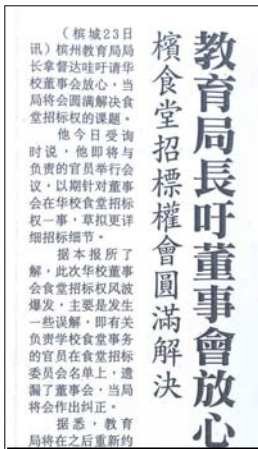 教育局長吁董事會放心
檳食堂招標權會圓滿解決
（槟城23日
讯）槟州教育局局
长拿督达哇吁请华
校董事会放心，当
局将会圆满解决食
堂招标权的课题。
他今日受询
时说，他即将与
负责的官员举行会
议，以期针对董事
会在华校食堂招标
权一事，草拟更详
细招标细节。
据本报所了
解，此次华校董事
会食堂招标权风波
爆发，主要是发生
一些误解，即有关
负责学校食堂事务
的官员在食堂招标
委员会名单上，遗
漏了董事会，当局
将会作出纠正。
据悉，教育
局将在之后重新约